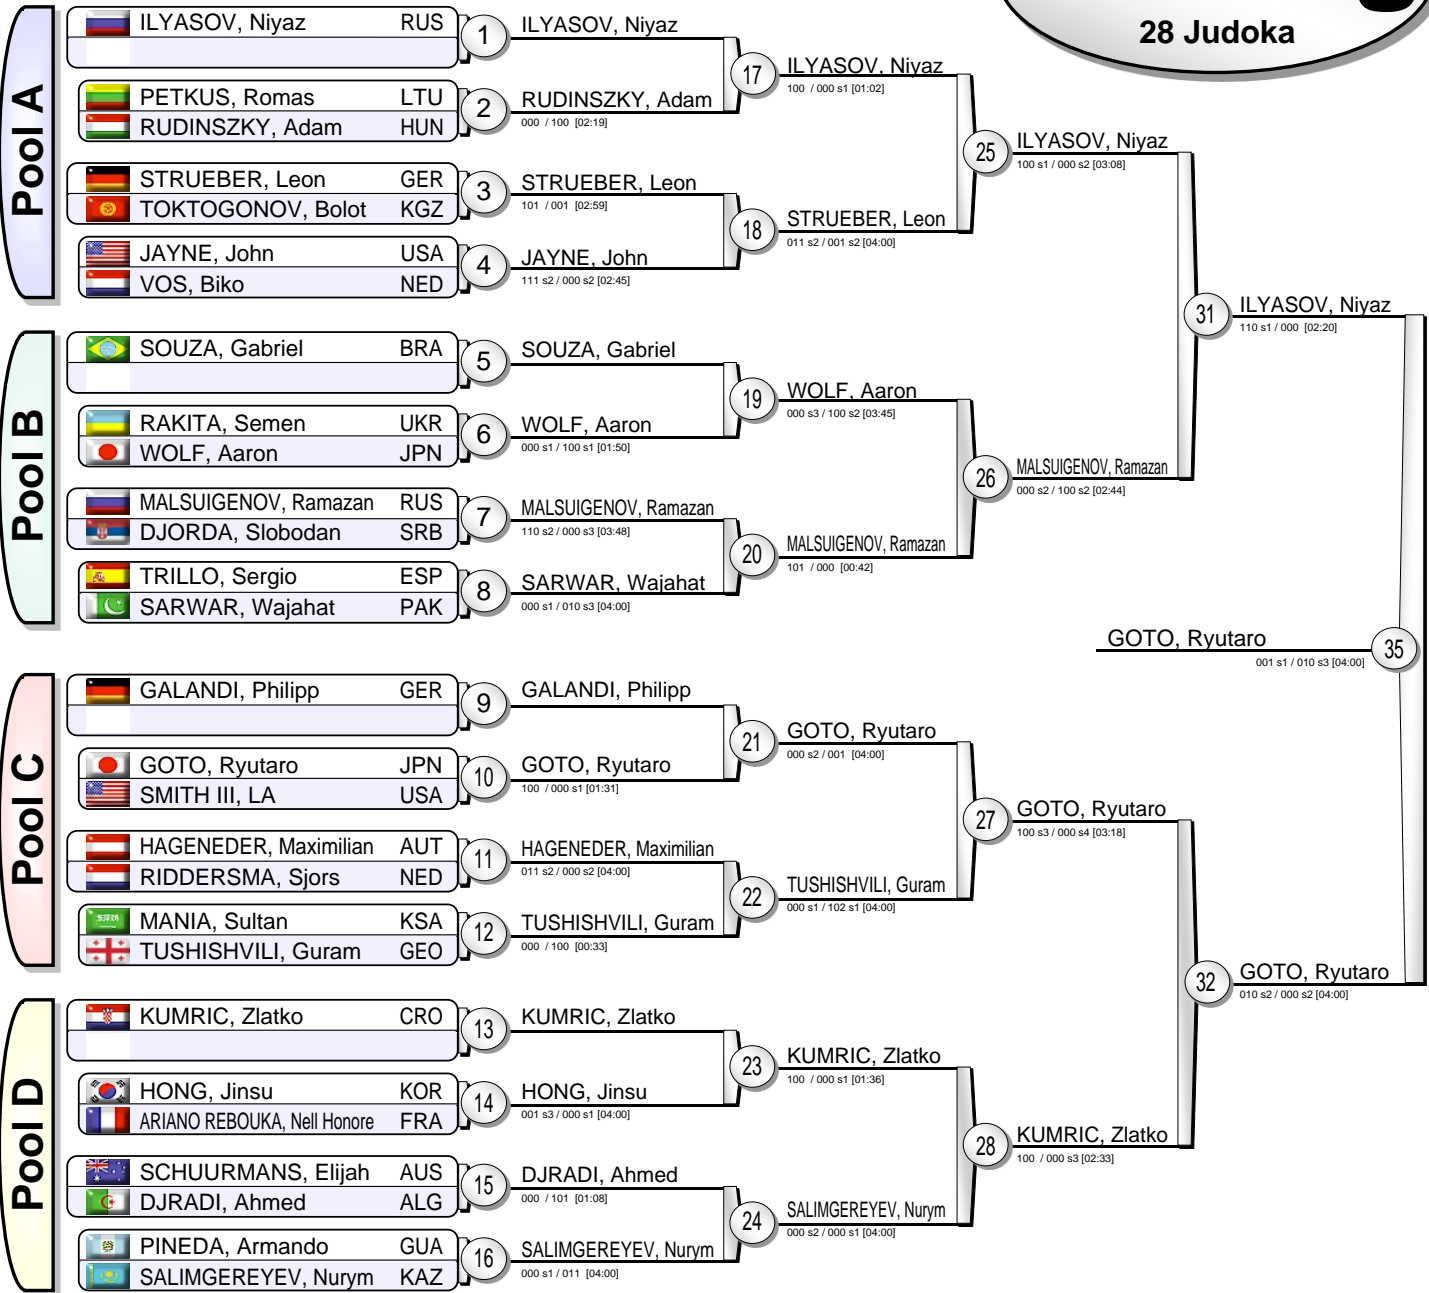 28 Judoka
Pool A
ILYASOV, Niyaz RUS
1
ILYASOV, Niyaz
PETKUS, Romas LTU
RUDINSZKY, Adam HUN
2
RUDINSZKY, Adam
000 / 100 [02:19]
17
ILYASOV, Niyaz
100 / 000 s1 [01:02]
STRUEBER, Leon GER
TOKTOGONOV, Bolot KGZ
3
STRUEBER, Leon
101 / 001 [02:59]
JAYNE, John USA
VOS, Biko NED
4
JAYNE, John
111 s2 / 000 s2 [02:45]
18
STRUEBER, Leon
011 s2 / 001 s2 [04:00]
25
ILYASOV, Niyaz
100 s1 / 000 s2 [03:08]
Pool B
SOUZA, Gabriel BRA
5
SOUZA, Gabriel
RAKITA, Semen UKR
WOLF, Aaron JPN
6
WOLF, Aaron
000 s1 / 100 s1 [01:50]
19
WOLF, Aaron
000 s3 / 100 s2 [03:45]
MALSUIGENOV, Ramazan RUS
DJORDA, Slobodan SRB
7
MALSUIGENOV, Ramazan
110 s2 / 000 s3 [03:48]
TRILLO, Sergio ESP
SARWAR, Wajahat PAK
8
SARWAR, Wajahat
000 s1 / 010 s3 [04:00]
20
MALSUIGENOV, Ramazan
101 / 000 [00:42]
26
MALSUIGENOV, Ramazan
000 s2 / 100 s2 [02:44]
31
ILYASOV, Niyaz
110 s1 / 000 [02:20]
GOTO, Ryutaro
001 s1 / 010 s3 [04:00]
35
Pool C
GALANDI, Philipp GER
9
GALANDI, Philipp
GOTO, Ryutaro JPN
SMITH III, LA USA
10
GOTO, Ryutaro
100 / 000 s1 [01:31]
21
GOTO, Ryutaro
000 s2 / 001 [04:00]
HAGENEDER, Maximilian AUT
RIDDERSMA, Sjors NED
11
HAGENEDER, Maximilian
011 s2 / 000 s2 [04:00]
MANIA, Sultan KSA
TUSHISHVILI, Guram GEO
12
TUSHISHVILI, Guram
000 / 100 [00:33]
22
TUSHISHVILI, Guram
000 s1 / 102 s1 [04:00]
27
GOTO, Ryutaro
100 s3 / 000 s4 [03:18]
Pool D
KUMRIC, Zlatko CRO
13
KUMRIC, Zlatko
HONG, Jinsu KOR
ARIANO REBOUKA, Nell Honore FRA
14
HONG, Jinsu
001 s3 / 000 s1 [04:00]
23
KUMRIC, Zlatko
100 / 000 s1 [01:36]
SCHUURMANS, Elijah AUS
DJRADI, Ahmed ALG
15
DJRADI, Ahmed
000 / 101 [01:08]
PINEDA, Armando GUA
SALIMGEREYEV, Nurym KAZ
16
SALIMGEREYEV, Nurym
000 s1 / 011 [04:00]
24
SALIMGEREYEV, Nurym
000 s2 / 000 s1 [04:00]
28
KUMRIC, Zlatko
100 / 000 s3 [02:33]
32
GOTO, Ryutaro
010 s2 / 000 s2 [04:00]